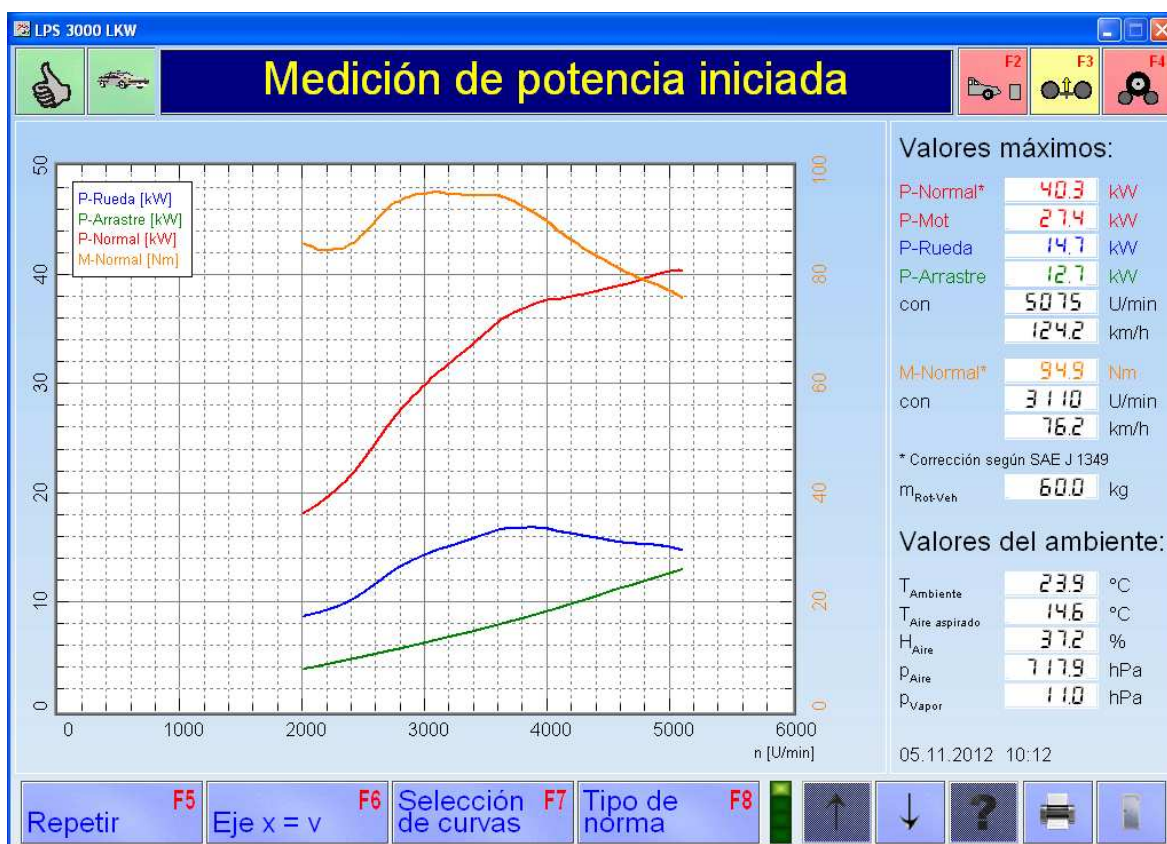 LPS 3000 LKW
Medición de potencia iniciada
F2
F3
F4
50
40
30
20
10
0
P-Rueda [kW]
P-Arrastre [kW]
P-Normal [kW]
M-Normal [Nm]
100
80
60
40
20
0
0 1000 2000 3000 4000 5000 6000
n [U/min]
Valores máximos:
P-Normal* 40.3 kW
P-Mot 27.4 kW
P-Rueda 14.7 kW
P-Arrastre 12.7 kW
con 5075 U/min
124.2 km/h
M-Normal* 94.9 Nm
con 3110 U/min
76.2 km/h
* Corrección según SAE J 1349
mRot-Veh 60.0 kg
Valores del ambiente:
TAmbiente 23.9 °C
TAire aspirado 14.6 °C
HAire 37.2 %
pAire 717.9 hPa
pVapor 11.0 hPa
05.11.2012 10:12
Repetir F5
Eje x = v F6
Selección de curvas F7
Tipo de norma F8
?